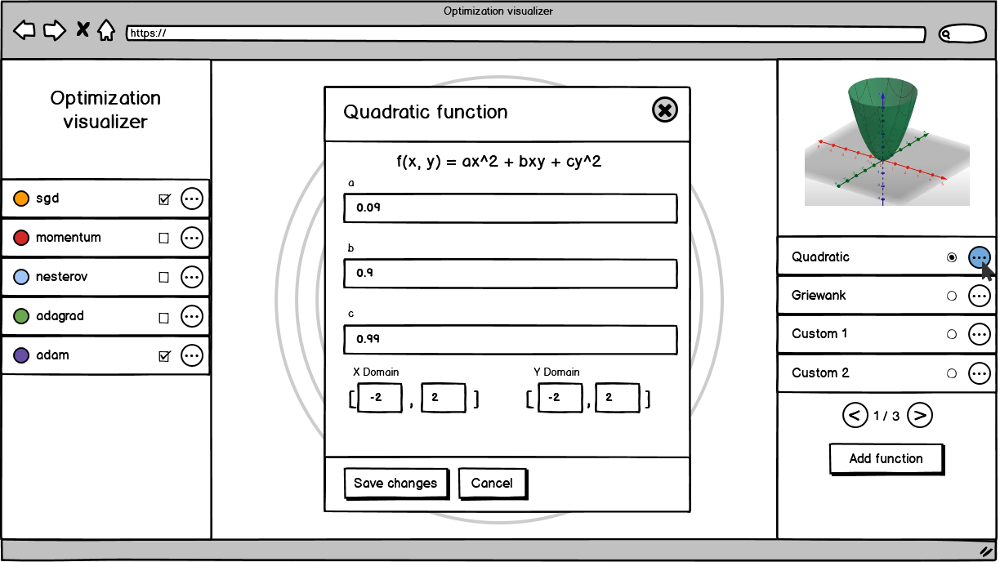 Optimization visualizer
https://
Optimization
visualizer
sgd
momentum
nesterov
adagrad
adam
Quadratic function
f(x, y) = ax^2 + bxy + cy^2
a
0.09
b
0.9
c
0.99
X Domain
Y Domain
[ -2 , 2 ]
[ -2 , 2 ]
Save changes
Cancel
Quadratic
Griewank
Custom 1
Custom 2
< 1 / 3 >
Add function